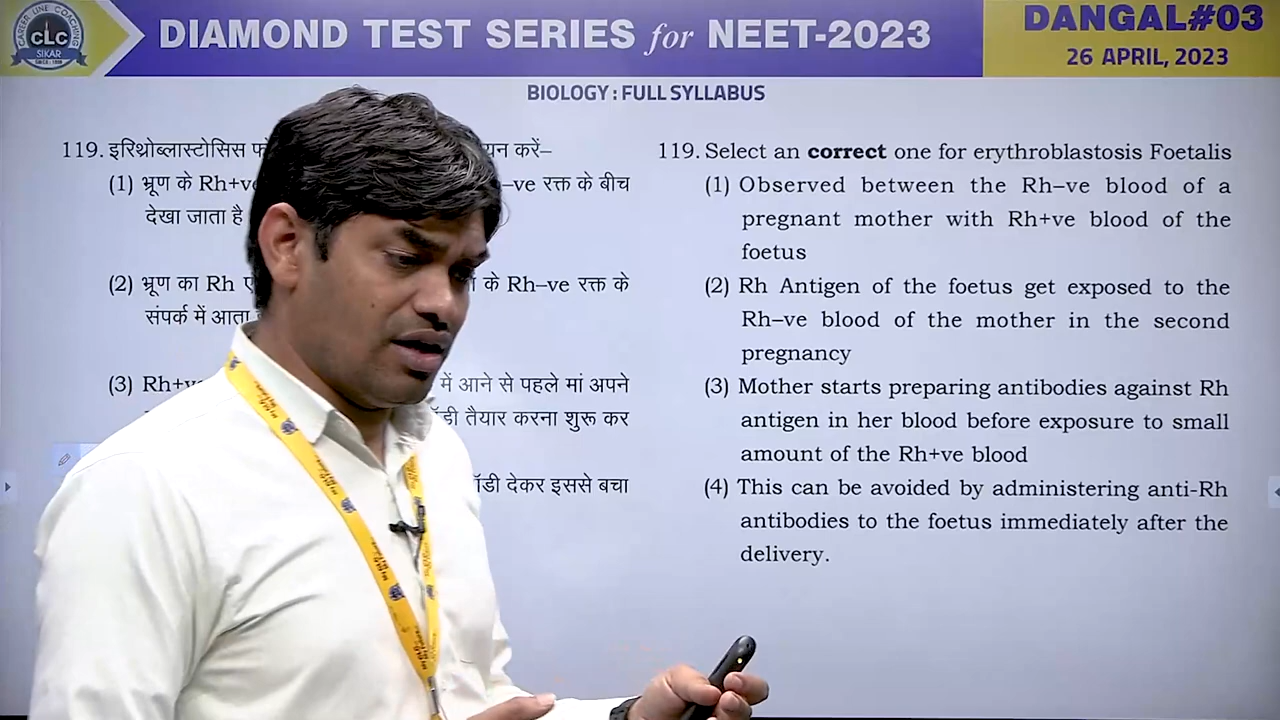 CAREER LINE COACHING
CLC
SIKAR
SINCE : 1996
DIAMOND TEST SERIES for NEET-2023
DANGAL#03
26 APRIL, 2023
BIOLOGY : FULL SYLLABUS
119. इरिथ्रोब्लास्टोसिस यन करें–
(1) भ्रूण के Rh+v –ve रक्त के बीच
देखा जाता है
(2) भ्रूण का Rh के Rh–ve रक्त के
संपर्क में आता
(3) Rh+v में आने से पहले मां अपने
डी तैयार करना शुरू कर
ॉडी देकर इससे बचा
119. Select an correct one for erythroblastosis Foetalis
(1) Observed between the Rh–ve blood of a
pregnant mother with Rh+ve blood of the
foetus
(2) Rh Antigen of the foetus get exposed to the
Rh–ve blood of the mother in the second
pregnancy
(3) Mother starts preparing antibodies against Rh
antigen in her blood before exposure to small
amount of the Rh+ve blood
(4) This can be avoided by administering anti-Rh
antibodies to the foetus immediately after the
delivery.